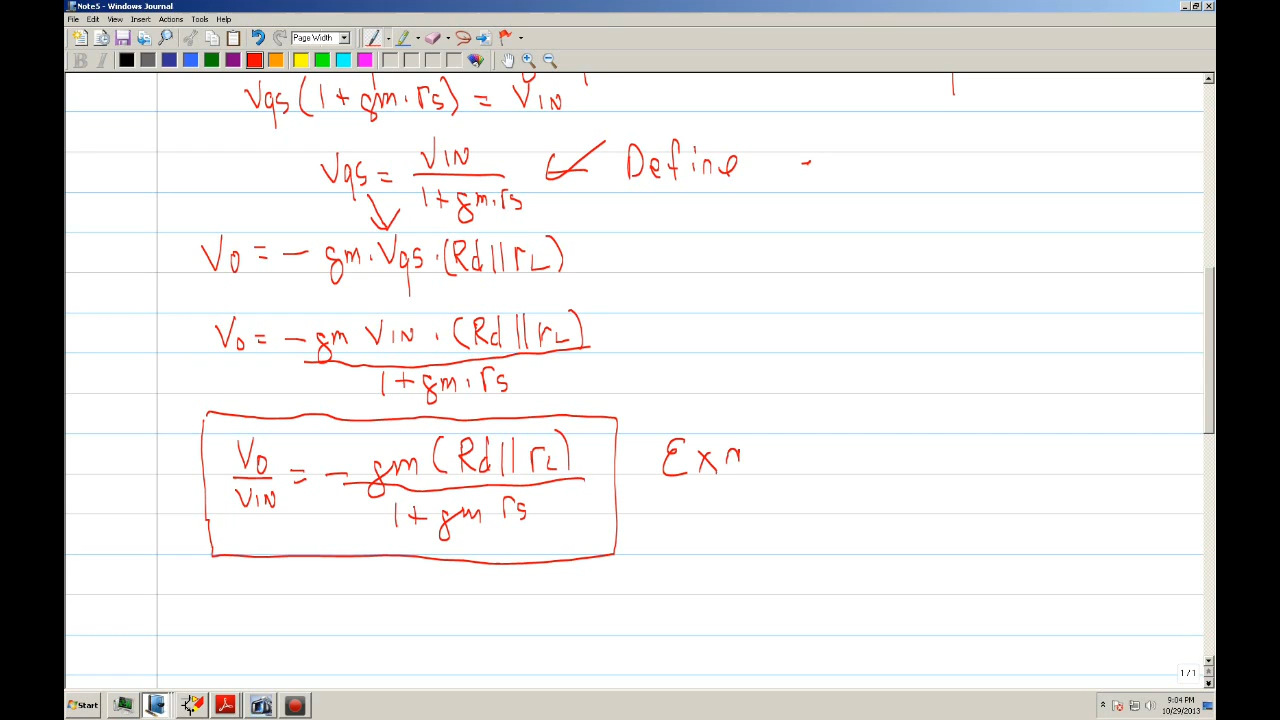 Note5 - Windows Journal
File Edit View Insert Actions Tools Help
Page Width
B I
Vgs(1 + gm. rs) = VIN
Vgs = VIN / 1 + gm. rs Define
Vo = - gm. Vgs. (Rd || rL)
Vo = - gm VIN . (Rd || rL) / 1 + gm. rs
Vo / VIN = - gm (Rd || rL) / 1 + gm rs
1 / 1
Start
9:04 PM
10/29/2013